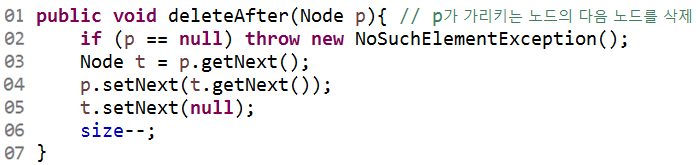 01 public void deleteAfter(Node p){ // p가 가리키는 노드의 다음 노드를 삭제
02     if (p == null) throw new NoSuchElementException();
03     Node t = p.getNext();
04     p.setNext(t.getNext());
05     t.setNext(null);
06     size--;
07 }